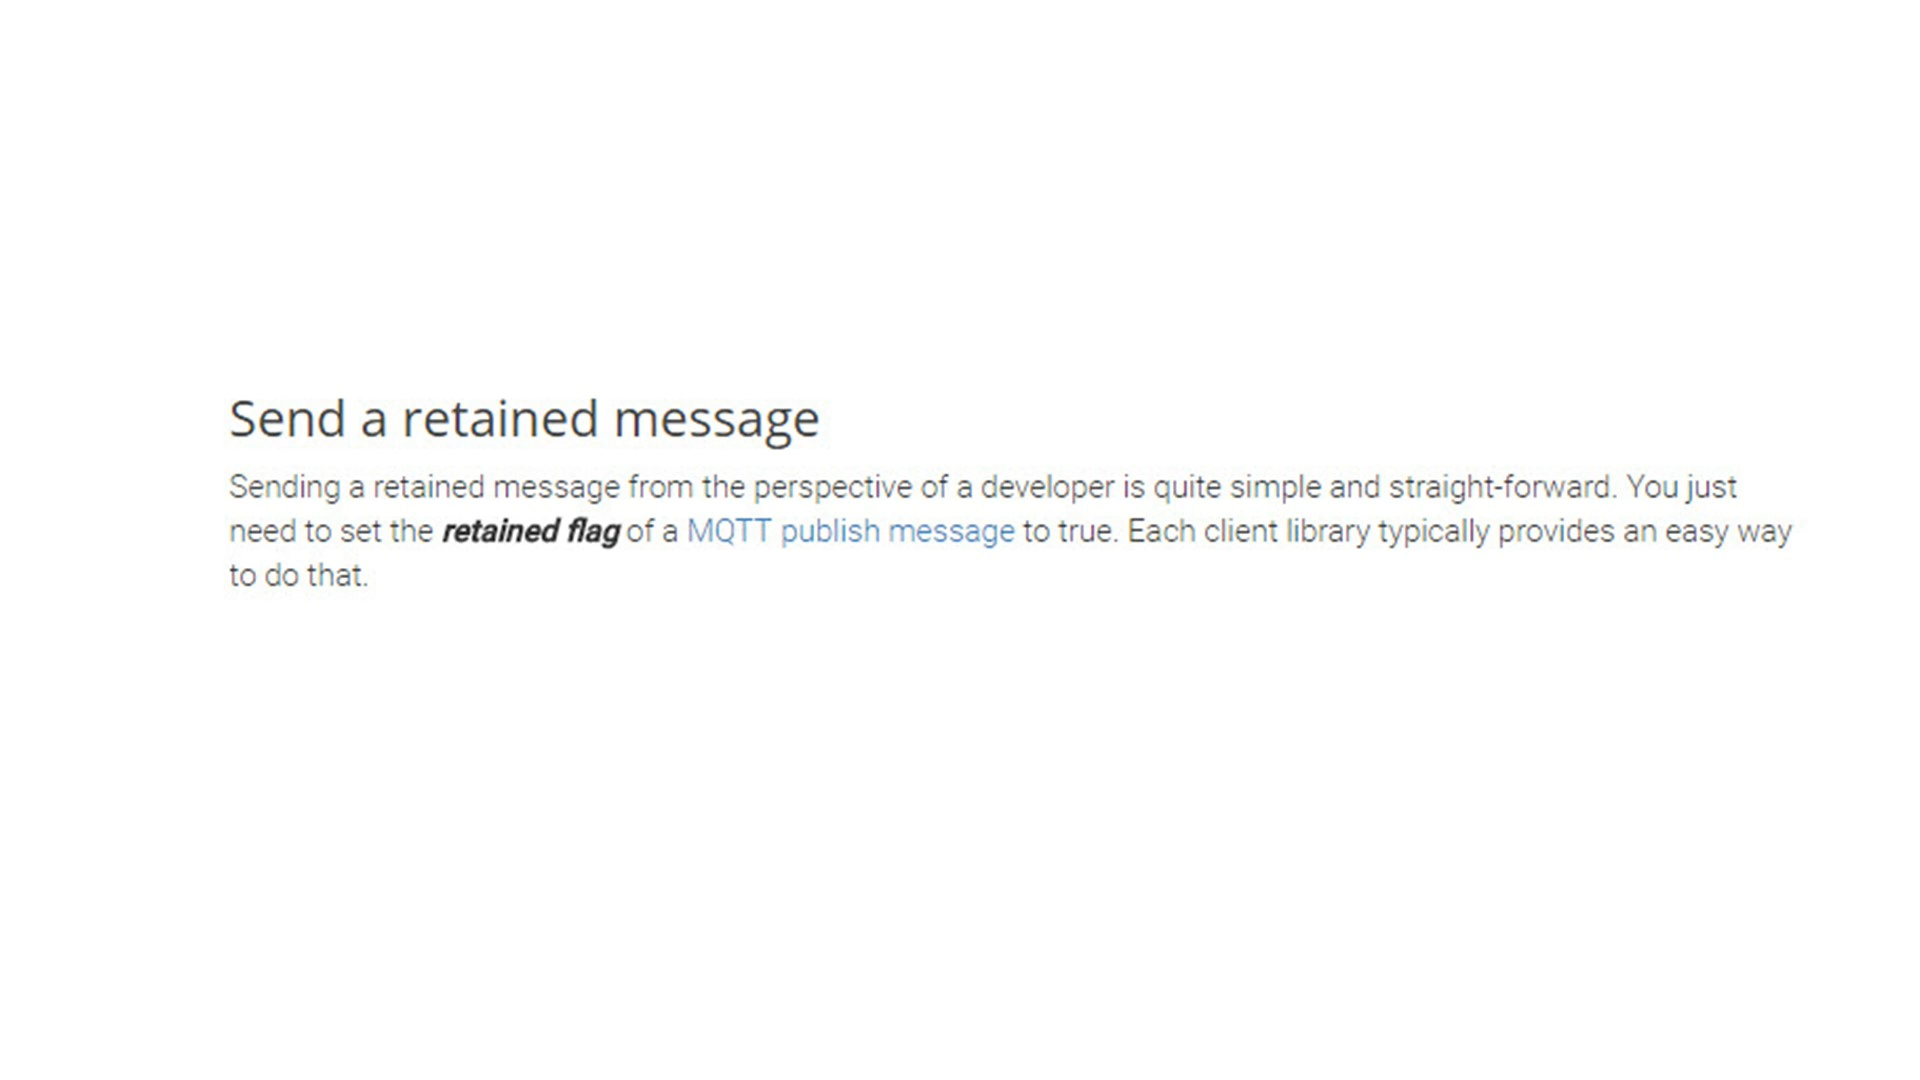 Send a retained message
Sending a retained message from the perspective of a developer is quite simple and straight-forward. You just
need to set the retained flag of a MQTT publish message to true. Each client library typically provides an easy way
to do that.